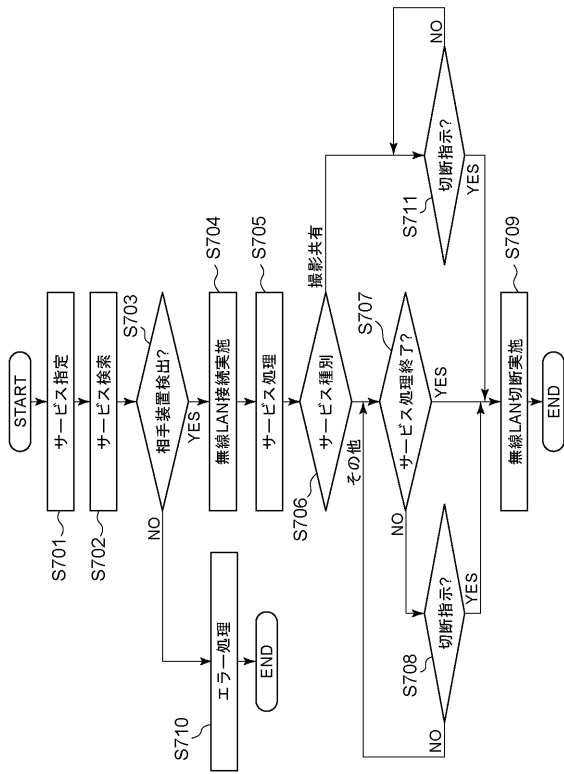 START
サービス指定
S701
サービス検索
S702
相手装置検出?
S703
NO
YES
エラー処理
S710
END
無線LAN接続実施
S704
サービス処理
S705
サービス種別
S706
撮影共有
その他
サービス処理終了?
S707
NO
YES
切断指示?
S708
NO
YES
切断指示?
S711
NO
YES
無線LAN切断実施
S709
END